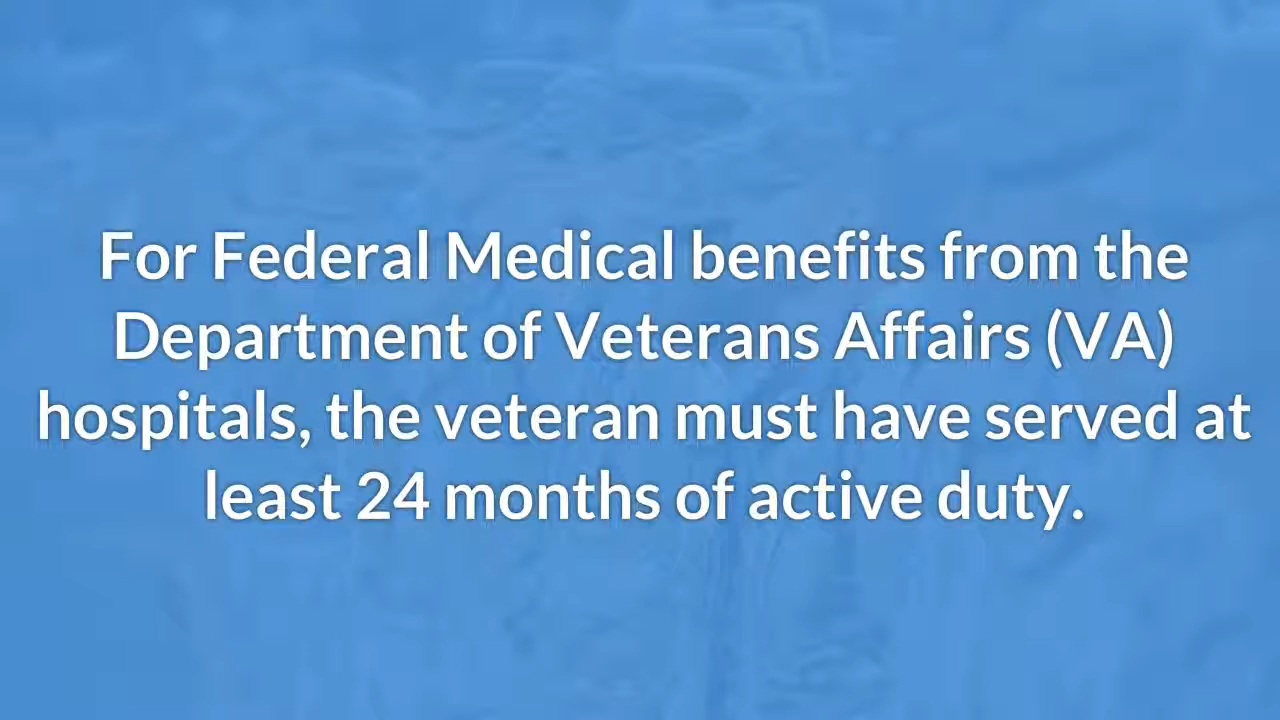 For Federal Medical benefits from the
Department of Veterans Affairs (VA)
hospitals, the veteran must have served at
least 24 months of active duty.